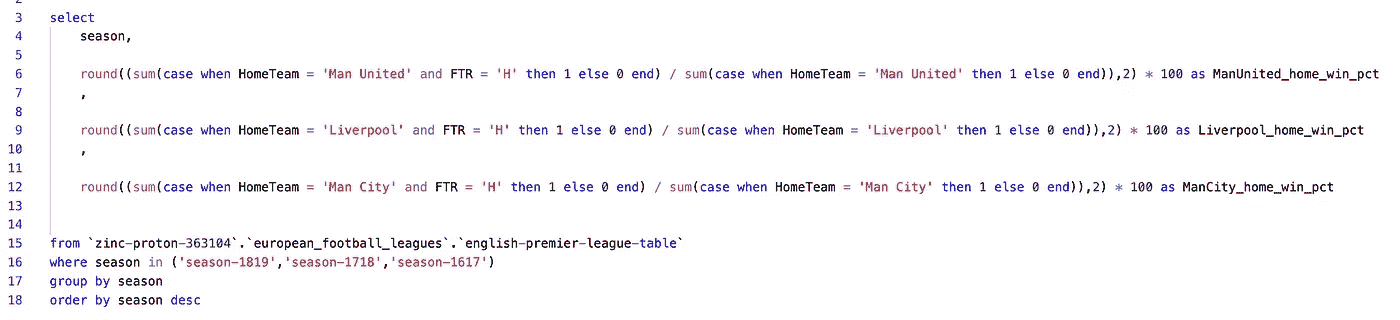 2
3 select
4 season,
5
6 round((sum(case when HomeTeam = 'Man United' and FTR = 'H' then 1 else 0 end) / sum(case when HomeTeam = 'Man United' then 1 else 0 end)),2) * 100 as ManUnited_home_win_pct
7 ,
8
9 round((sum(case when HomeTeam = 'Liverpool' and FTR = 'H' then 1 else 0 end) / sum(case when HomeTeam = 'Liverpool' then 1 else 0 end)),2) * 100 as Liverpool_home_win_pct
10 ,
11
12 round((sum(case when HomeTeam = 'Man City' and FTR = 'H' then 1 else 0 end) / sum(case when HomeTeam = 'Man City' then 1 else 0 end)),2) * 100 as ManCity_home_win_pct
13
14
15 from `zinc-proton-363104`.`european_football_leagues`.`english-premier-league-table`
16 where season in ('season-1819','season-1718','season-1617')
17 group by season
18 order by season desc